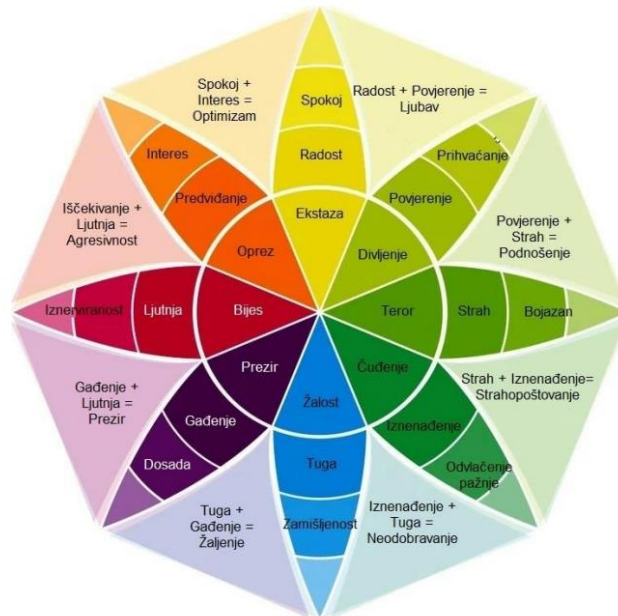 Spokoj +
Interes =
Optimizam
Spokoj
Radost + Povjerenje =
Ljubav
Interes
Radost
Prihvaćanje
Predviđanje
Povjerenje
Iščekivanje +
Ljutnja =
Agresivnost
Ekstaza
Povjerenje +
Strah =
Podnošenje
Oprez
Divljenje
Iznerviranost
Ljutnja
Bijes
Teror
Strah
Bojazan
Prezir
Čuđenje
Gađenje +
Ljutnja =
Prezir
Strah + Iznenađenje=
Strahopoštovanje
Žalost
Gađenje
Iznenađenje
Dosada
Tuga
Odvlačenje
pažnje
Tuga +
Gađenje =
Žaljenje
Zamišljenost
Iznenađenje +
Tuga =
Neodobravanje